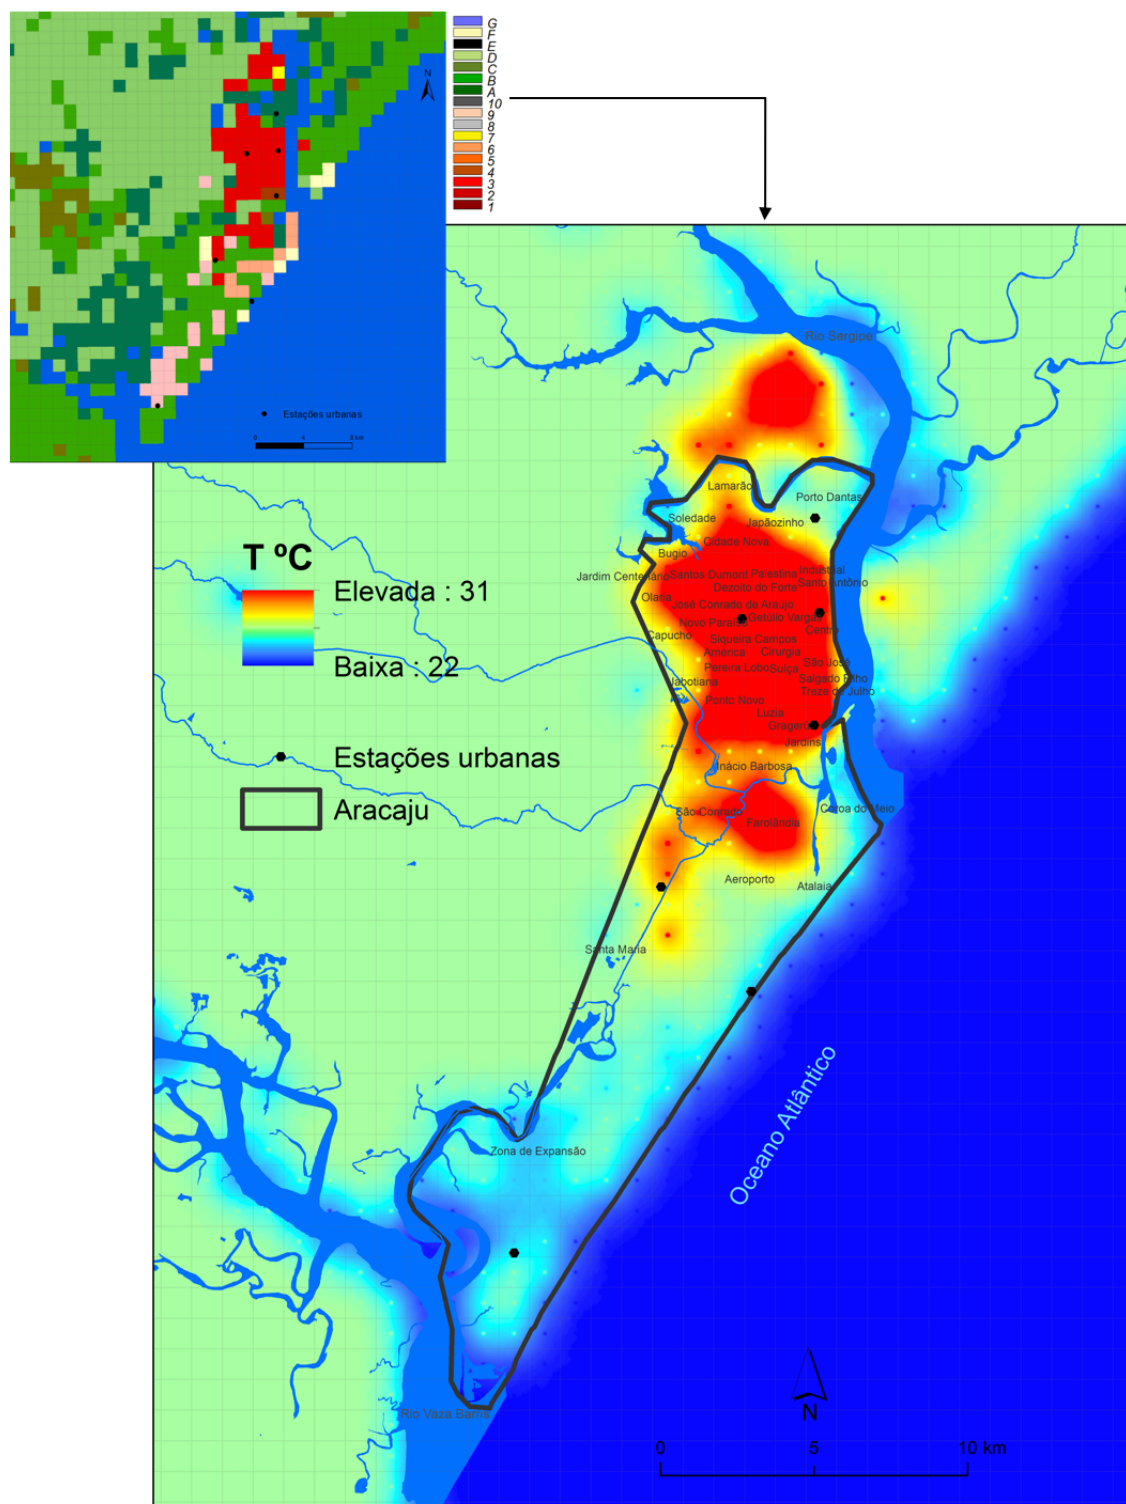 G
F
E
D
C
B
A
10
9
8
7
6
5
4
3
2
1
N
Estações urbanas
0 4 8 km
Rio Sergipe
Lamarão
Porto Dantas
Soledade
Japãozinho
Cidade Nova
Bugio
Industrial
Jardim Centenário
Santos Dumont
Palestina
Santo Antônio
Dezoito do Forte
Olaria
José Conrado de Araújo
Getúlio Vargas
Novo Paraíso
Centro
Capucho
Siqueira Campos
América
Cirurgia
São José
Pereira Lobo
Suiça
Jabotiana
Salgado Filho
Treze de Julho
Ponto Novo
Luzia
Grageru
Jardins
Inácio Barbosa
São Conrado
Coroa do Meio
Farolândia
Aeroporto
Atalaia
Santa Maria
T ºC
Elevada : 31
Baixa : 22
Estações urbanas
Aracaju
Oceano Atlântico
Zona de Expansão
Rio Vaza Barris
N
0 5 10 km